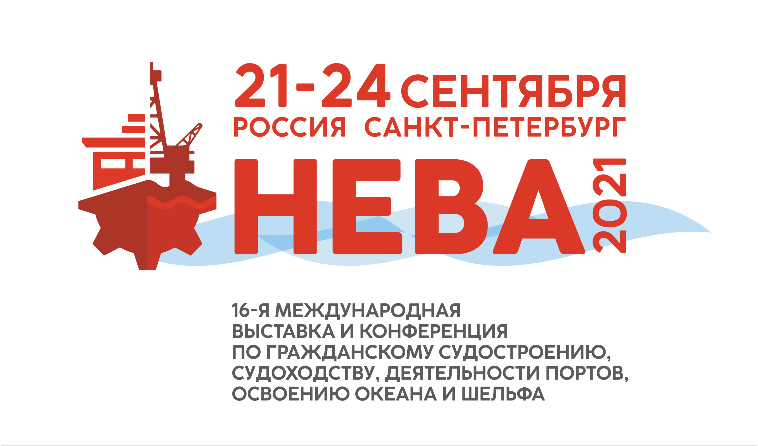 21-24 СЕНТЯБРЯ
РОССИЯ САНКТ-ПЕТЕРБУРГ
НЕВА 2021
16-Я МЕЖДУНАРОДНАЯ
ВЫСТАВКА И КОНФЕРЕНЦИЯ
ПО ГРАЖДАНСКОМУ СУДОСТРОЕНИЮ,
СУДОХОДСТВУ, ДЕЯТЕЛЬНОСТИ ПОРТОВ,
ОСВОЕНИЮ ОКЕАНА И ШЕЛЬФА